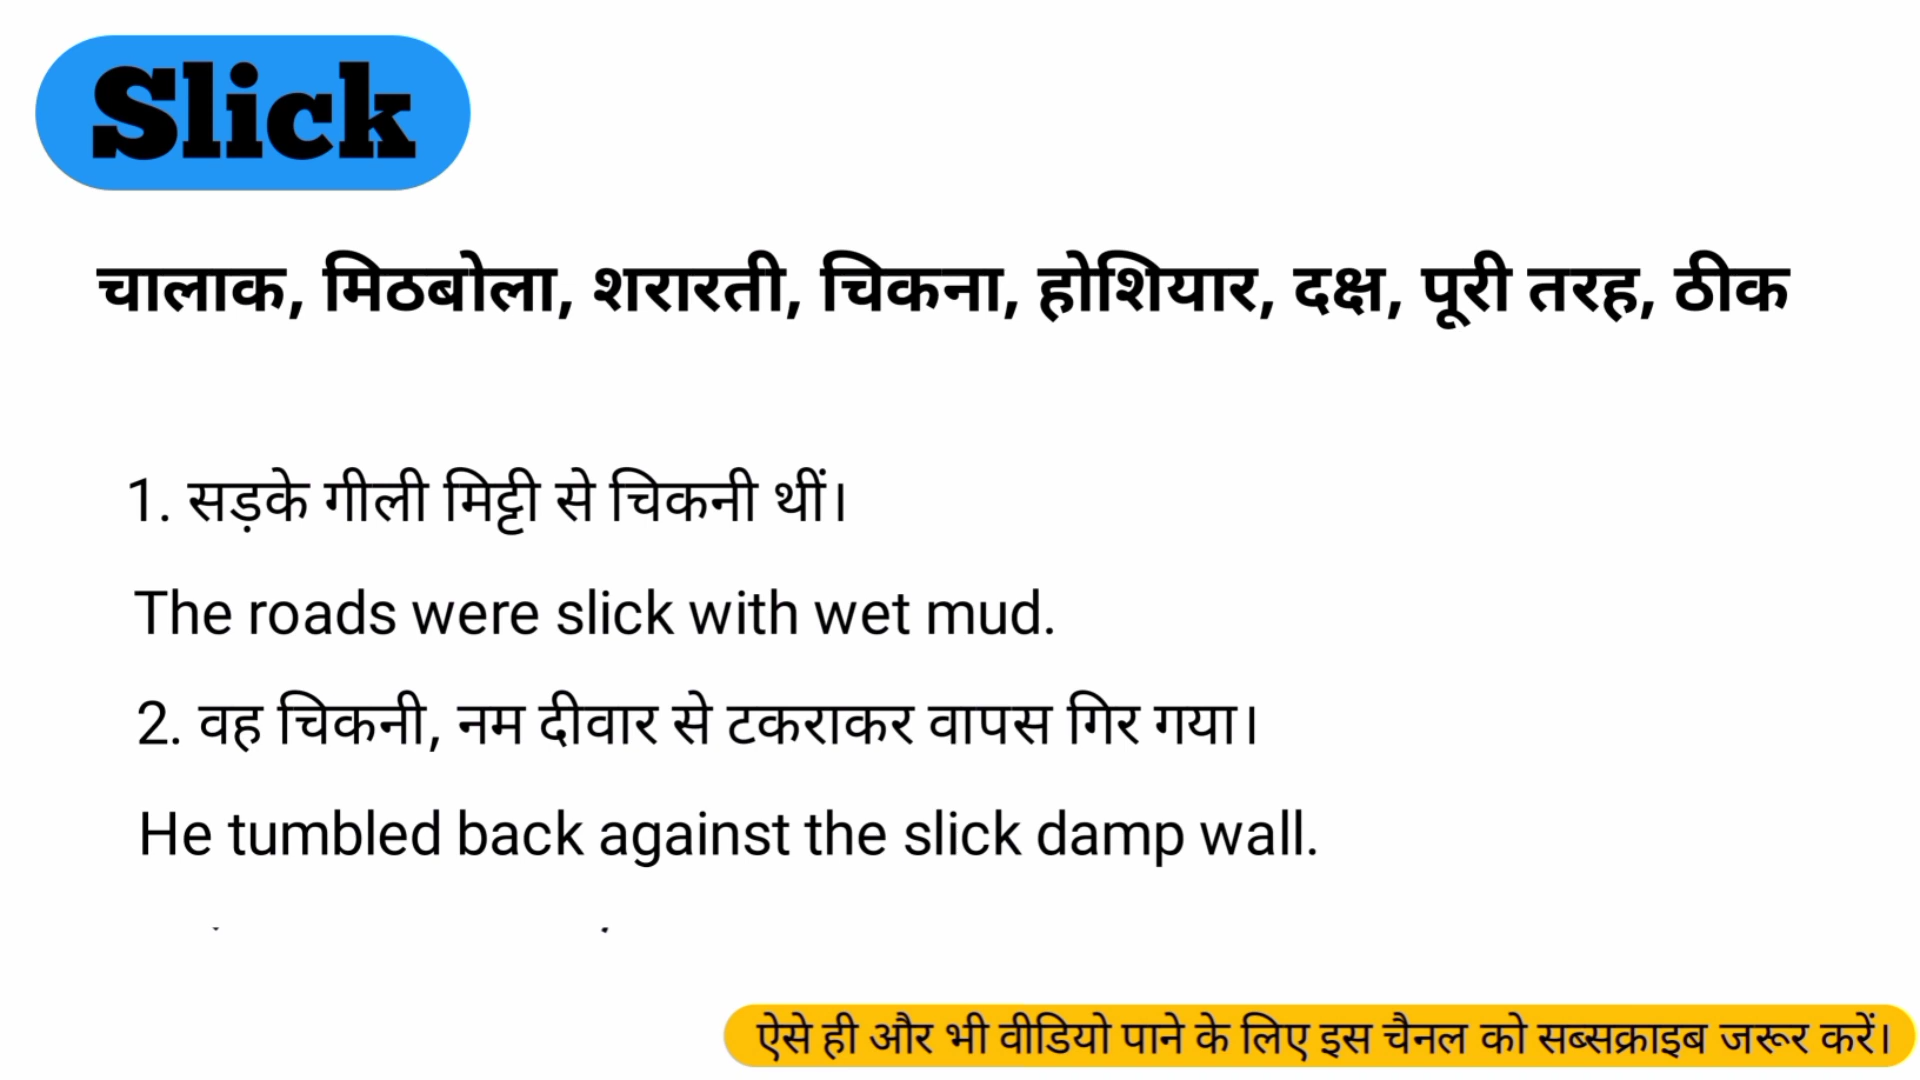 Slick
चालाक, मिठबोला, शरारती, चिकना, होशियार, दक्ष, पूरी तरह, ठीक
1. सड़के गीली मिट्टी से चिकनी थीं।
The roads were slick with wet mud.
2. वह चिकनी, नम दीवार से टकराकर वापस गिर गया।
He tumbled back against the slick damp wall.
ऐसे ही और भी वीडियो पाने के लिए इस चैनल को सब्सक्राइब जरूर करें।